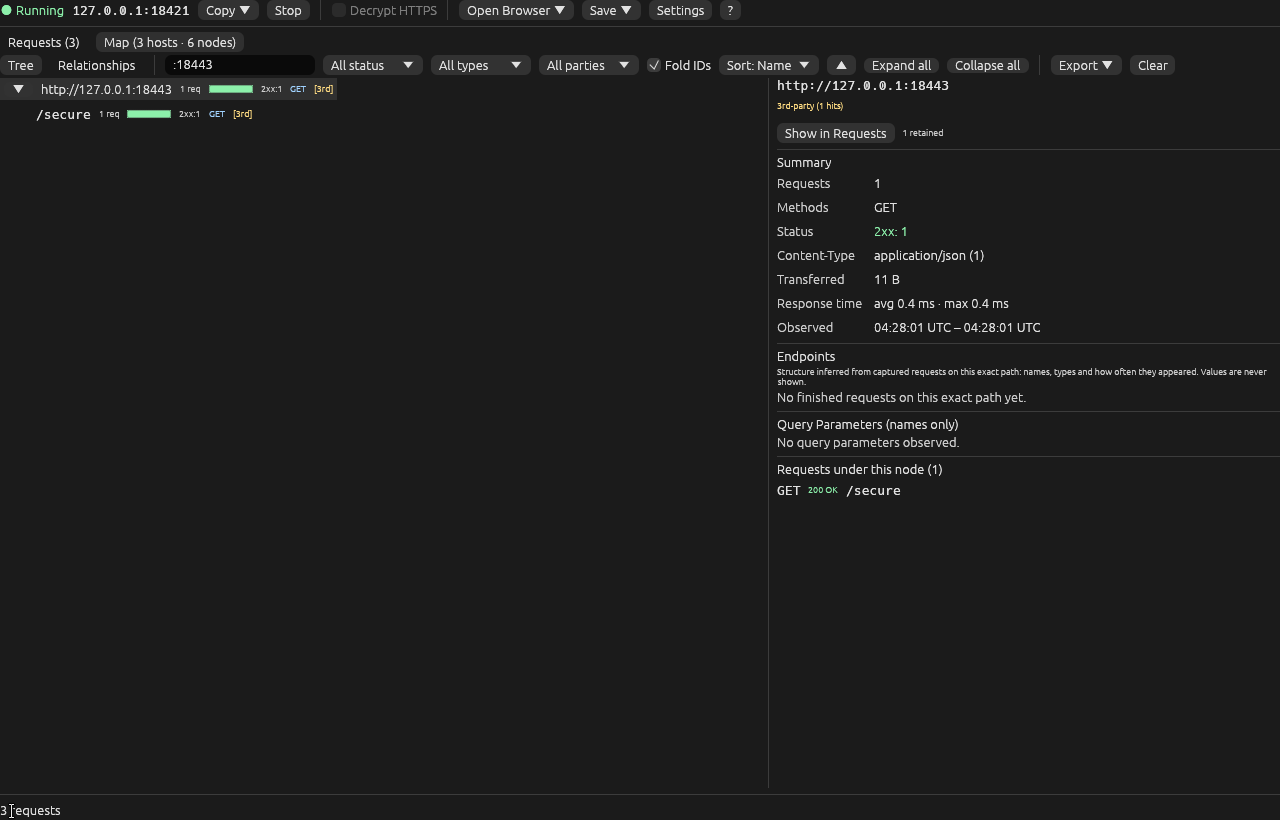 Running 127.0.0.1:18421 Copy Stop Decrypt HTTPS Open Browser Save Settings ?
Requests (3) Map (3 hosts · 6 nodes)
Tree Relationships :18443 All status All types All parties Fold IDs Sort: Name Expand all Collapse all Export Clear
http://127.0.0.1:18443 1 req 2xx:1 GET [3rd]
/secure 1 req 2xx:1 GET [3rd]
http://127.0.0.1:18443
3rd-party (1 hits)
Show in Requests 1 retained
Summary
Requests 1
Methods GET
Status 2xx: 1
Content-Type application/json (1)
Transferred 11 B
Response time avg 0.4 ms · max 0.4 ms
Observed 04:28:01 UTC – 04:28:01 UTC
Endpoints
Structure inferred from captured requests on this exact path: names, types and how often they appeared. Values are never
shown.
No finished requests on this exact path yet.
Query Parameters (names only)
No query parameters observed.
Requests under this node (1)
GET 200 OK /secure
3 requests